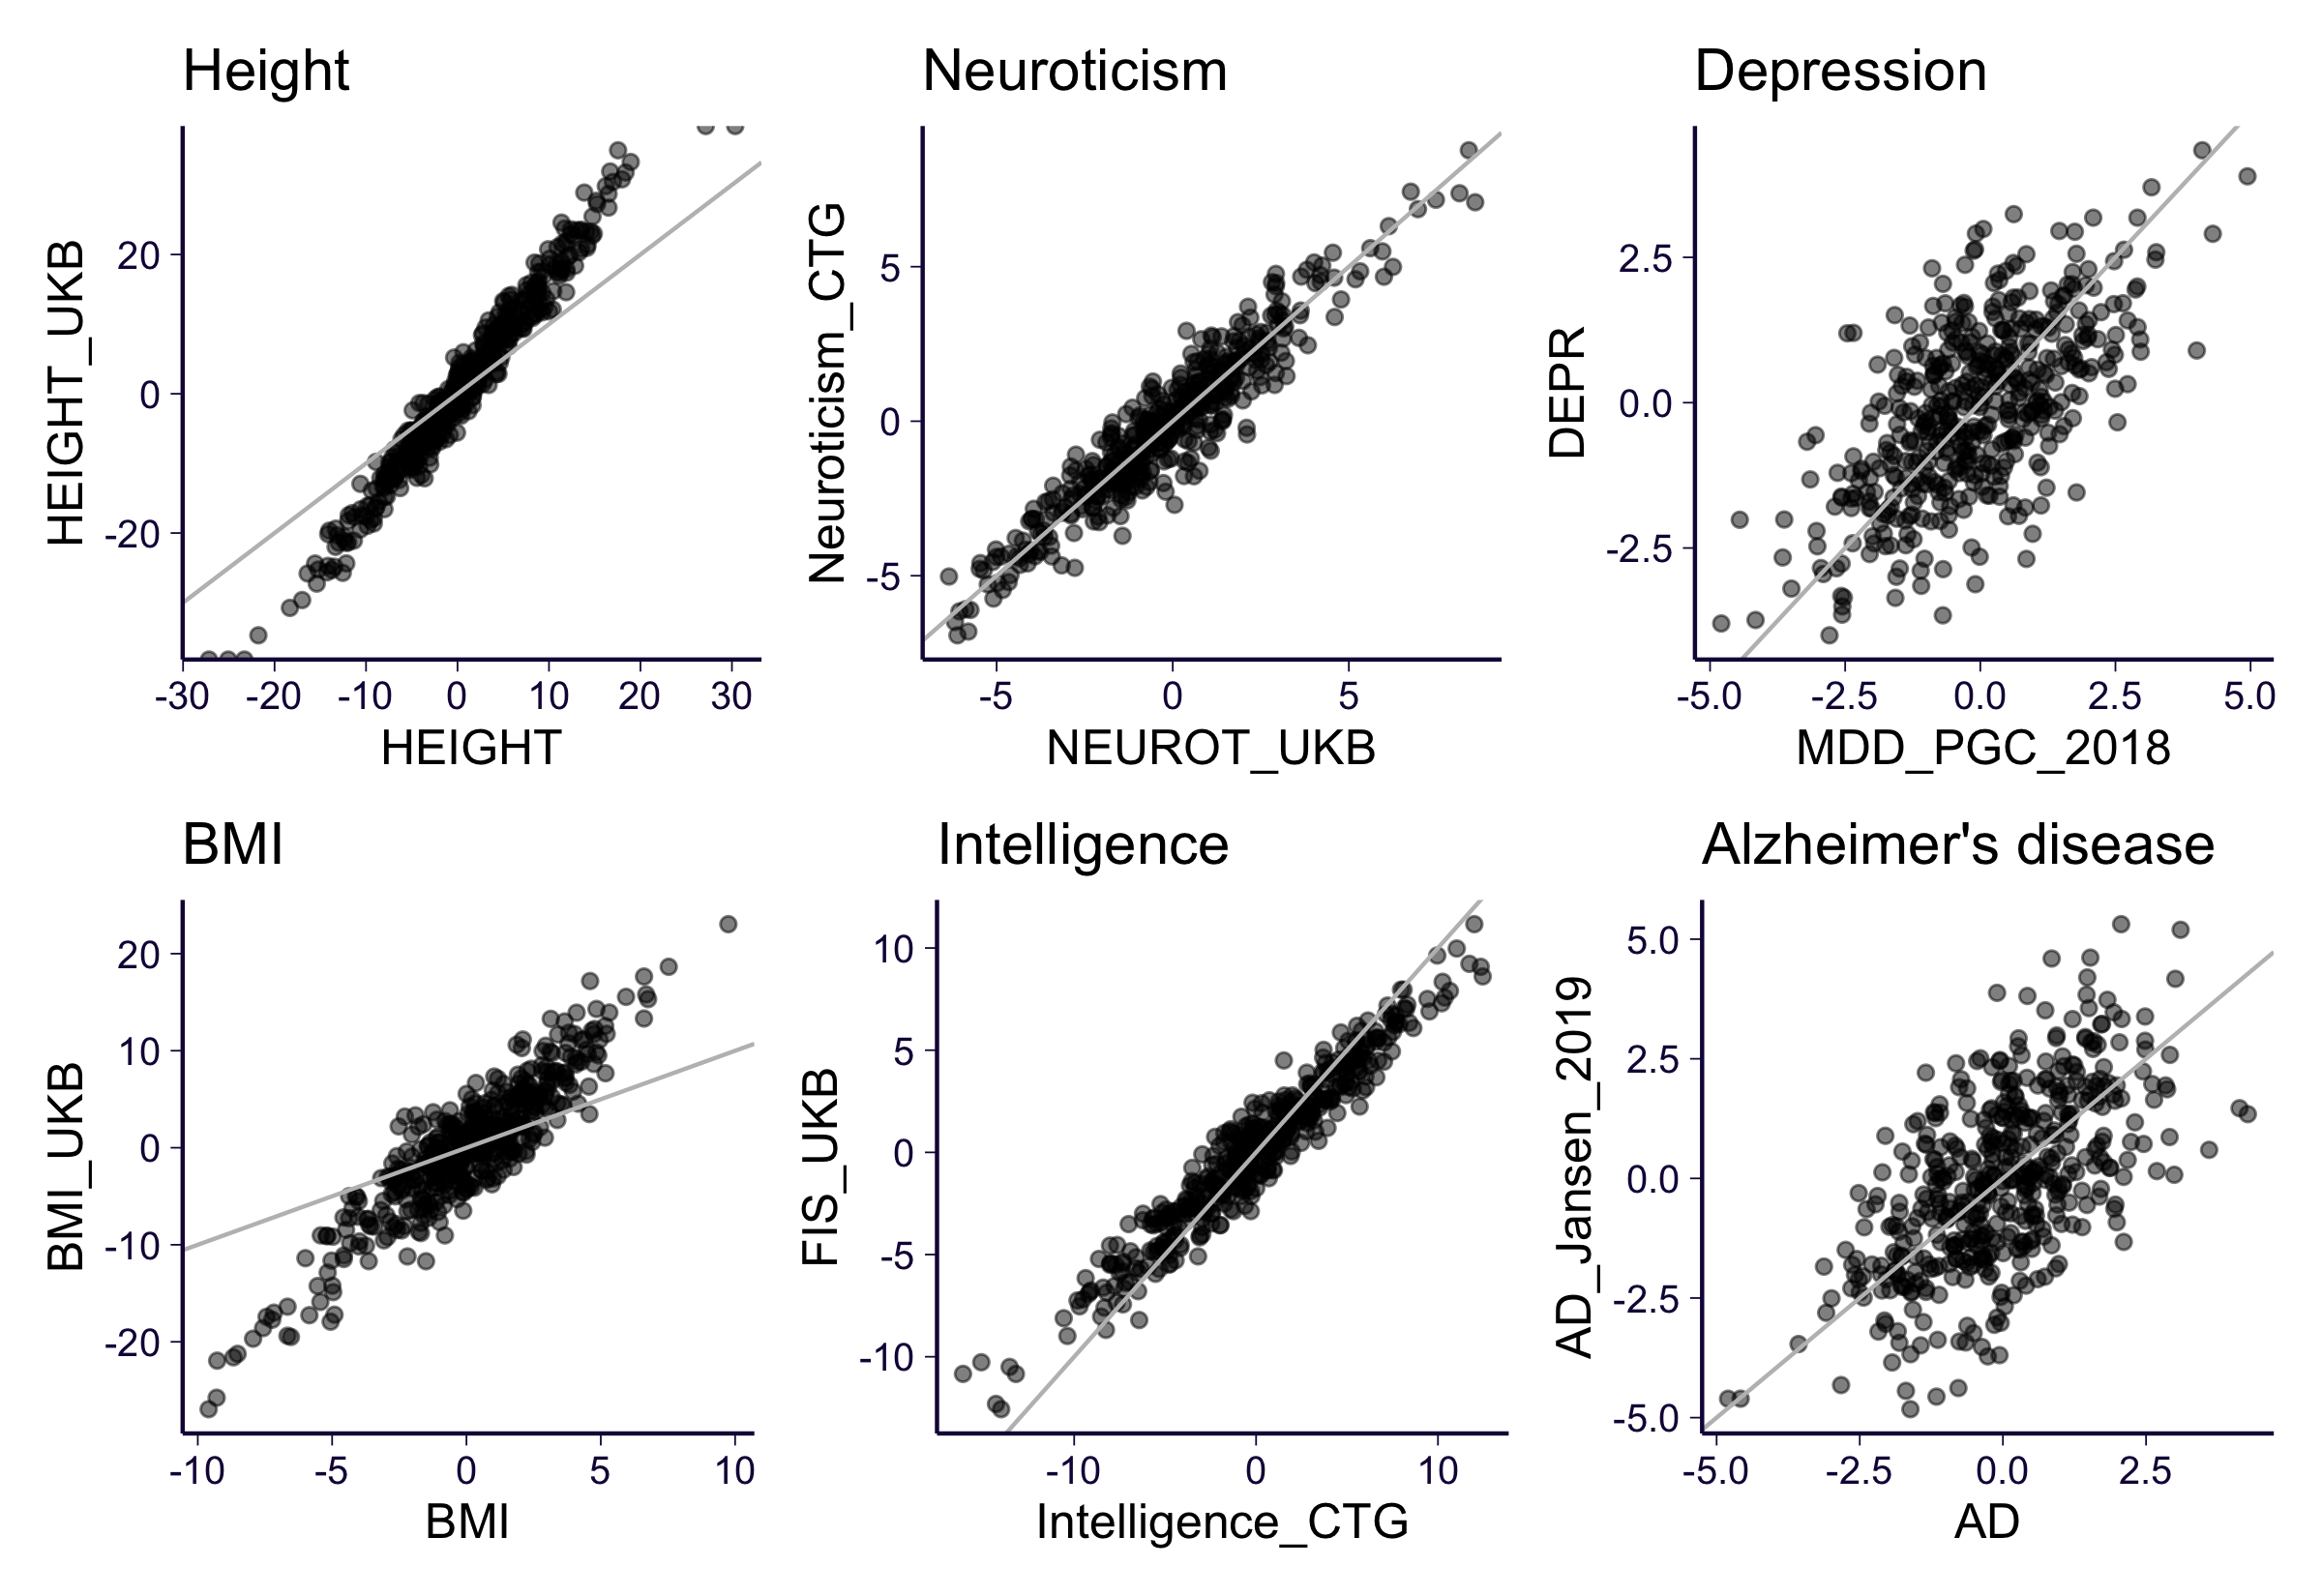 Height
HEIGHT_UKB
20
0
-20
-30 -20 -10 0 10 20 30
HEIGHT
Neuroticism
Neuroticism_CTG
5
0
-5
-5 0 5
NEUROT_UKB
Depression
DEPR
2.5
0.0
-2.5
-5.0 -2.5 0.0 2.5 5.0
MDD_PGC_2018
BMI
BMI_UKB
20
10
0
-10
-20
-10 -5 0 5 10
BMI
Intelligence
FIS_UKB
10
5
0
-5
-10
-10 0 10
Intelligence_CTG
Alzheimer's disease
AD_Jansen_2019
5.0
2.5
0.0
-2.5
-5.0
-5.0 -2.5 0.0 2.5
AD